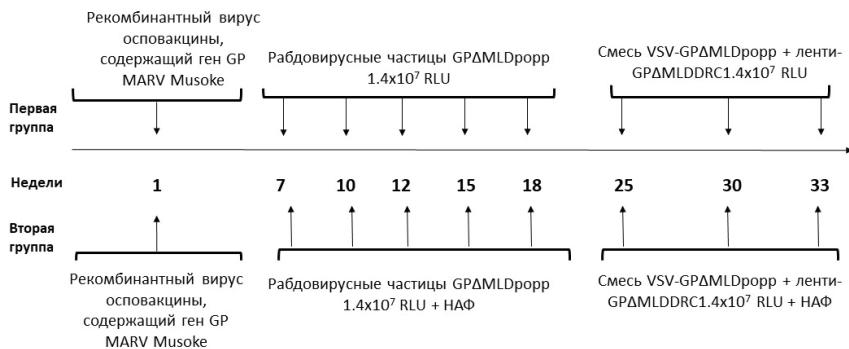 Рекомбинантный вирус
осповакцины,
содержащий ген GP
MARV Musoke
Рабдовирусные частицы GPΔMLDpopp
1.4x10⁷ RLU
Смесь VSV-GPΔMLDpopp + ленти-
GPΔMLDDRC1.4x10⁷ RLU
Первая
группа
Недели
1 7 10 12 15 18 25 30 33
Вторая
группа
Рекомбинантный вирус
осповакцины,
содержащий ген GP
MARV Musoke
Рабдовирусные частицы GPΔMLDpopp
1.4x10⁷ RLU + НАФ
Смесь VSV-GPΔMLDpopp + ленти-
GPΔMLDDRC1.4x10⁷ RLU + НАФ